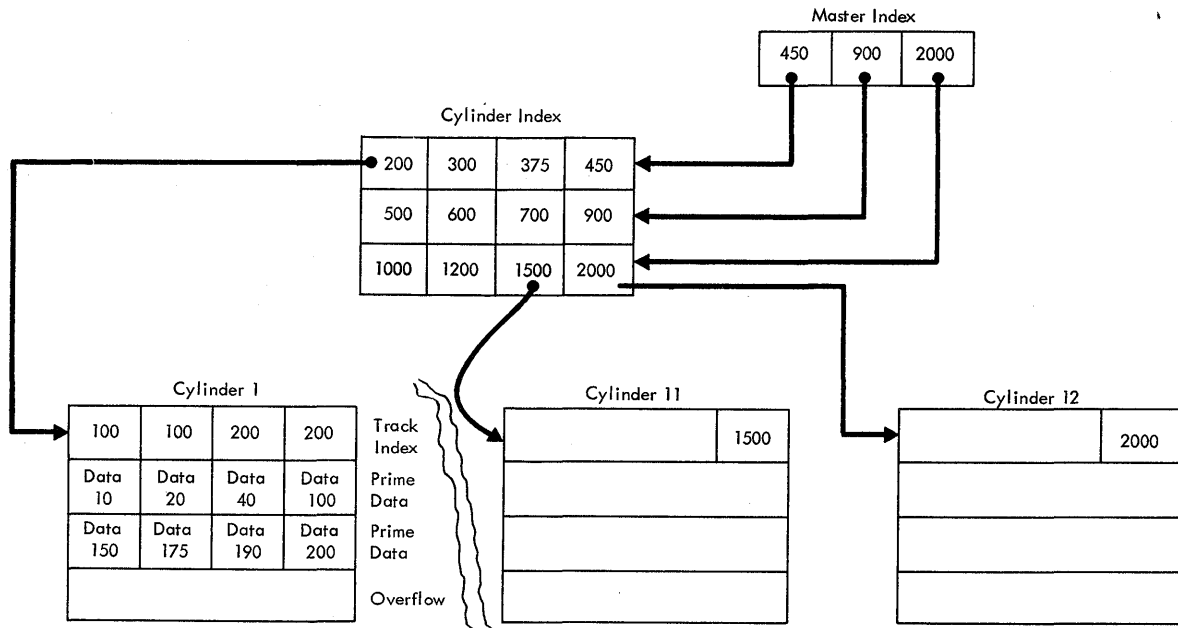 Master Index
450 900 2000
Cylinder Index
200 300 375 450
500 600 700 900
1000 1200 1500 2000
Cylinder 1
100 100 200 200
Track
Index
Data
10
Data
20
Data
40
Data
100
Prime
Data
Data
150
Data
175
Data
190
Data
200
Prime
Data
Overflow
Cylinder 11
1500
Cylinder 12
2000